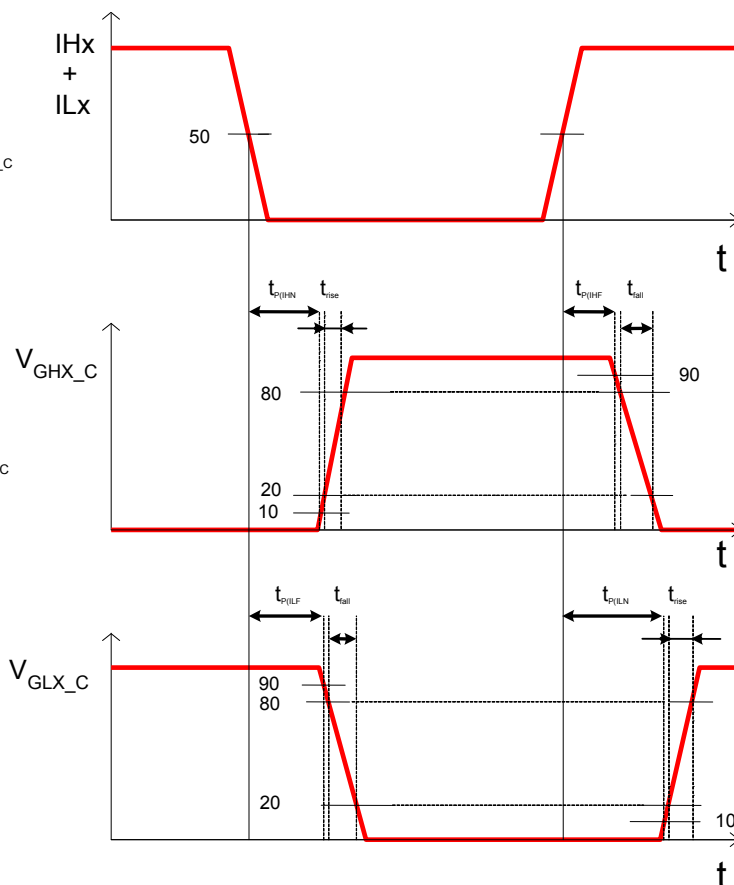 IHx
+
ILx
50
_C
t
tP(IHN
trise
tP(IHF
tfall
VGHX_C
80
90
C
20
10
t
tP(ILF
tfall
tP(ILN
trise
VGLX_C
90
80
20
10
t